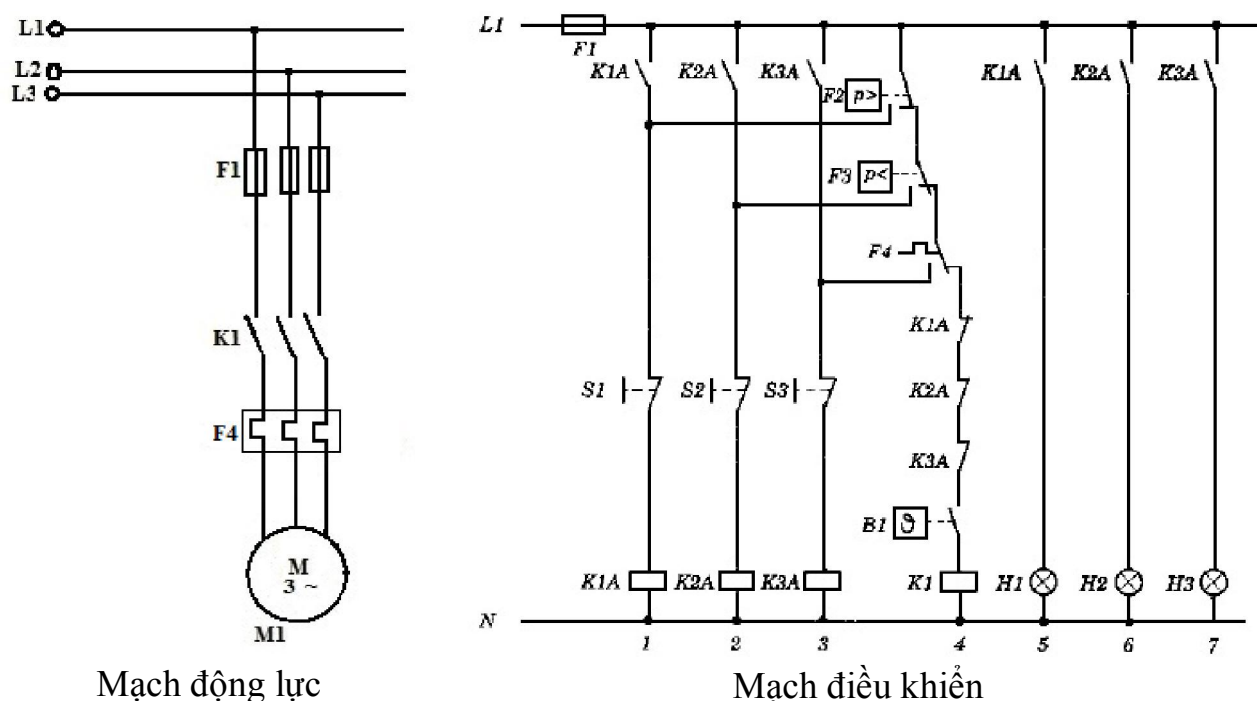 L1
L2
L3
F1
K1
F4
M
3 ~
M1
Mạch động lực
L1
F1
K1A K2A K3A K1A K2A K3A
F2 p>
F3 p<
F4
K1A
S1 S2 S3 K2A
K3A
B1 ϑ
K1A K2A K3A K1 H1 H2 H3
N
1 2 3 4 5 6 7
Mạch điều khiển